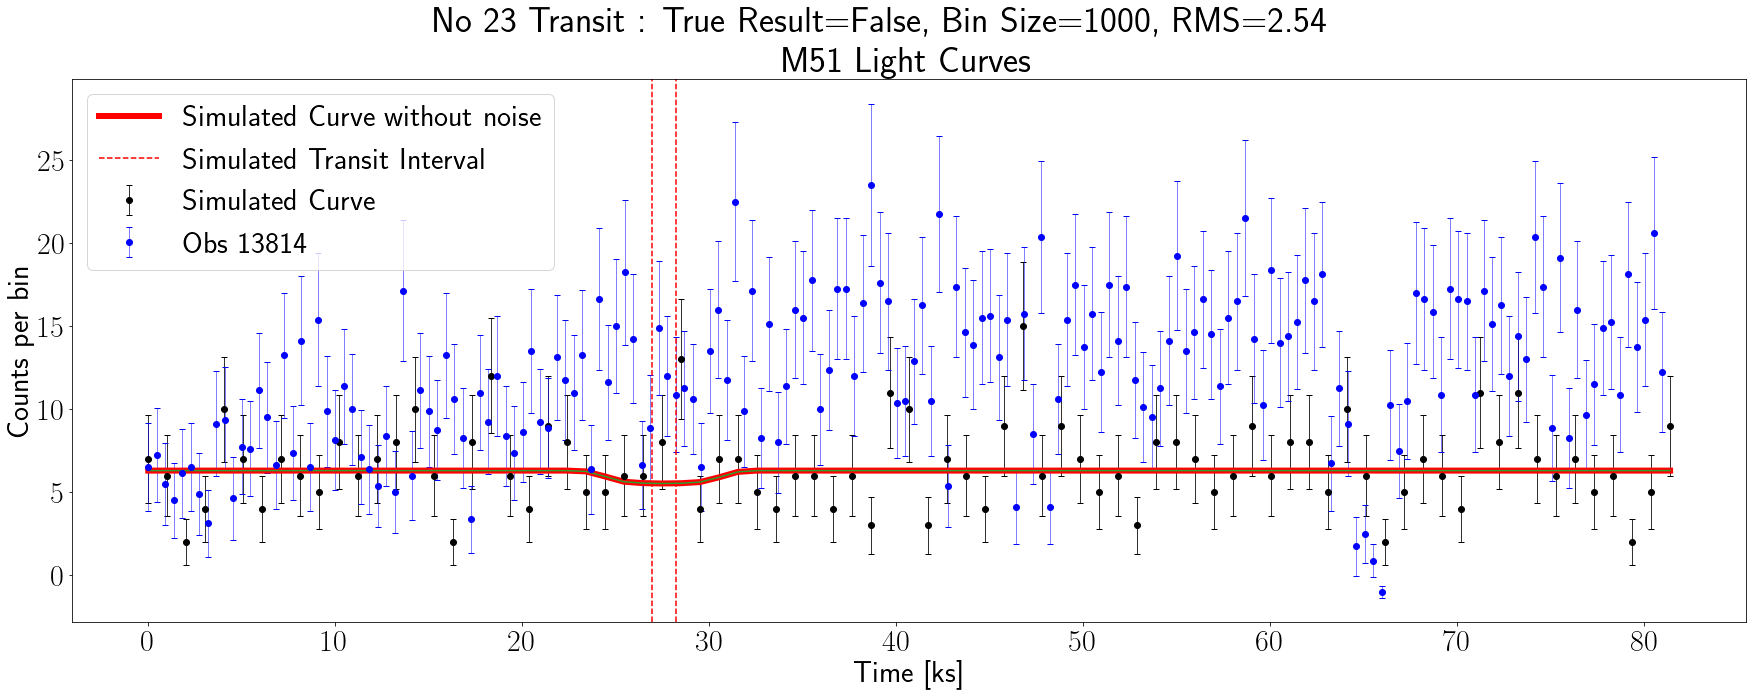 No 23 Transit : True Result=False, Bin Size=1000, RMS=2.54
M51 Light Curves
Simulated Curve without noise
Simulated Transit Interval
Simulated Curve
Obs 13814
Counts per bin
25
20
15
10
5
0
0 10 20 30 40 50 60 70 80
Time [ks]